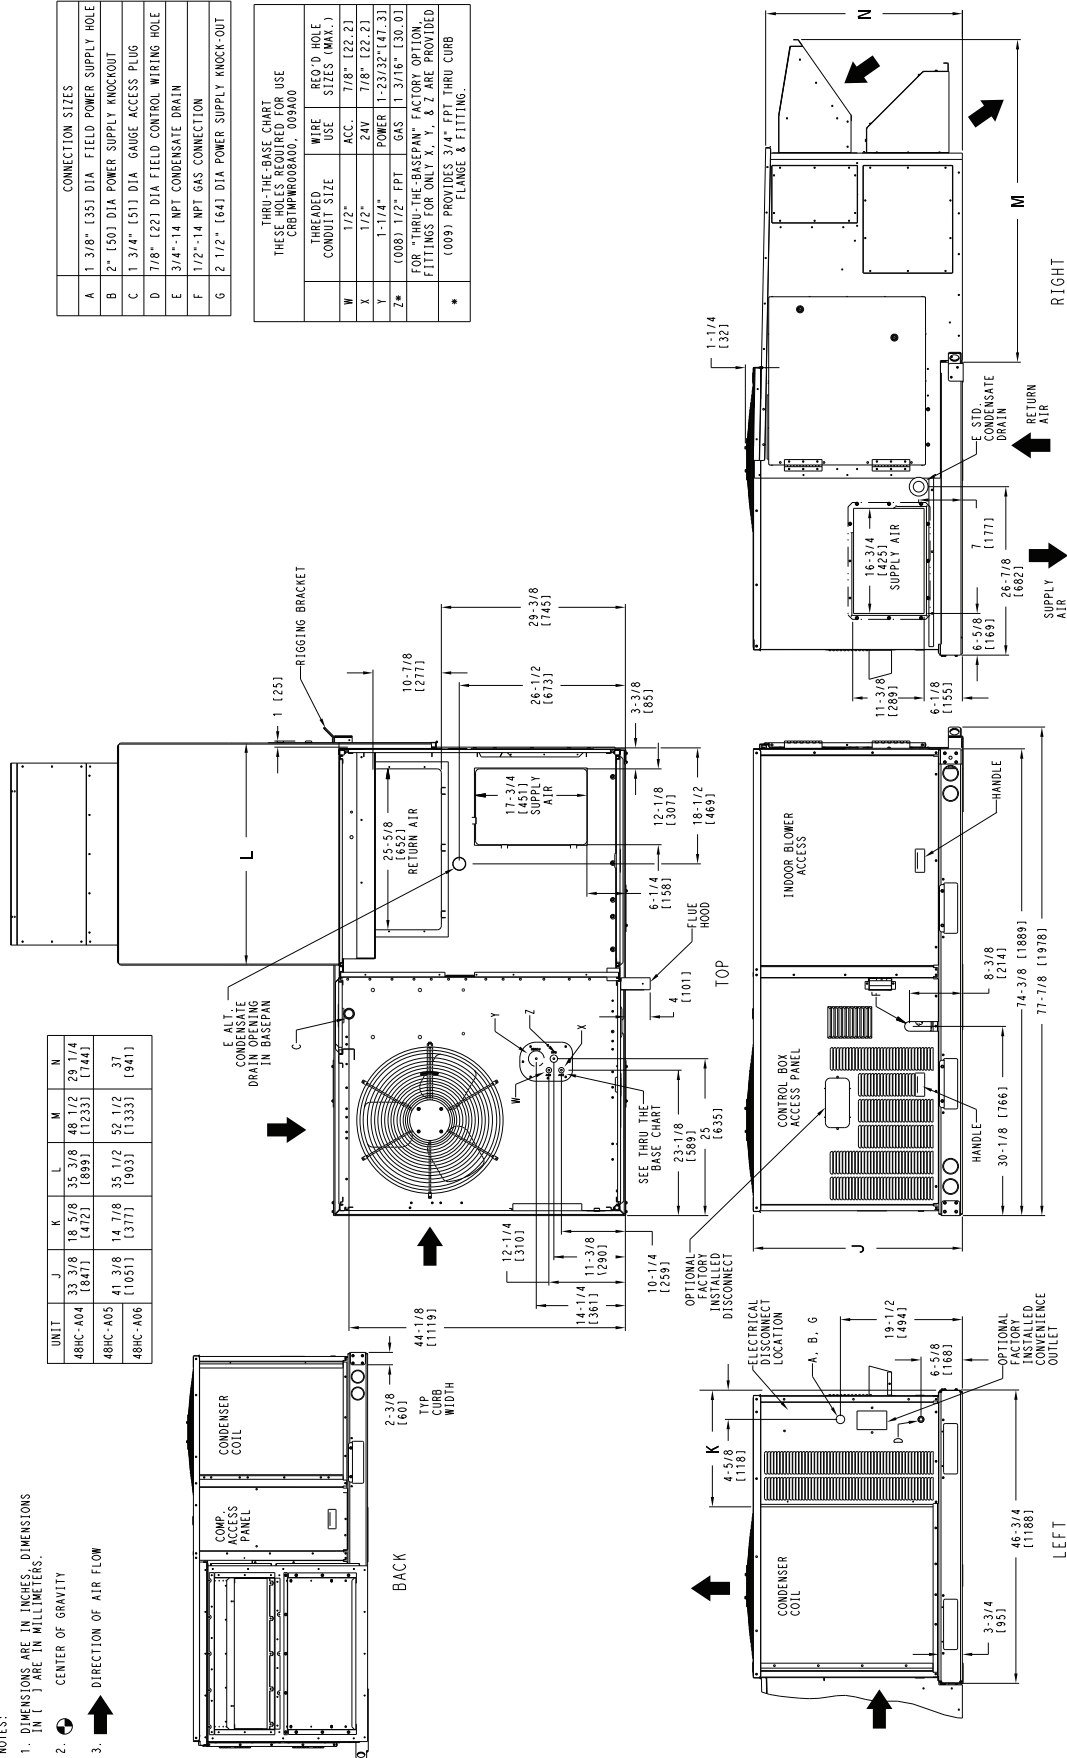 NOTES:
1. DIMENSIONS ARE IN INCHES, DIMENSIONS
IN [ ] ARE IN MILLIMETERS.
2. CENTER OF GRAVITY
3. DIRECTION OF AIR FLOW
UNIT J K L M N
48HC-A04 33 3/8 [847] 18 5/8 [472] 35 3/8 [899] 48 1/2 [1233] 29 1/4 [744]
48HC-A05
48HC-A06
41 3/8 [1051] 14 7/8 [377] 35 1/2 [903] 52 1/2 [1333] 37 [941]
CONNECTION SIZES
A 1 3/8" [35] DIA FIELD POWER SUPPLY HOLE
B 2" [50] DIA POWER SUPPLY KNOCKOUT
C 1 3/4" [51] DIA GAUGE ACCESS PLUG
D 7/8" [22] DIA FIELD CONTROL WIRING HOLE
E 3/4"-14 NPT CONDENSATE DRAIN
F 1/2"-14 NPT GAS CONNECTION
G 2 1/2" [64] DIA POWER SUPPLY KNOCK-OUT
THRU-THE-BASE CHART
THESE HOLES REQUIRED FOR USE
CRBTMPWR008A00, 009A00
THREADED CONDUIT SIZE WIRE USE REQ'D HOLE SIZES (MAX.)
W 1/2" ACC. 7/8" [22.2]
X 1/2" 24V 7/8" [22.2]
Y 1-1/4" POWER 1-23/32" [47.3]
Z* (008) 1/2" FPT GAS 1 3/16" [30.0]
FOR "THRU-THE-BASEPAN" FACTORY OPTION,
FITTINGS FOR ONLY X, Y, & Z ARE PROVIDED
* (009) PROVIDES 3/4" FPT THRU CURB
FLANGE & FITTING.
COMP.
ACCESS
PANEL
CONDENSER
COIL
2-3/8
[60]
TYP
CURB
WIDTH
BACK
L
1 [25]
RIGGING BRACKET
E ALT.
CONDENSATE
DRAIN OPENING
IN BASEPAN
C
25-5/8
[652]
RETURN AIR
10-7/8
[277]
29-3/8
[745]
26-1/2
[673]
17-3/4
[451]
SUPPLY
AIR
3-3/8
[85]
12-1/8
[307]
18-1/2
[469]
6-1/4
[158]
FLUE
HOOD
4
[101]
W
Y
Z
X
SEE THRU THE
BASE CHART
23-1/8
[589]
25
[635]
44-1/8
[1119]
12-1/4
[310]
14-1/4
[361]
11-3/8
[290]
10-1/4
[259]
TOP
1-1/4
[32]
N
M
E STD.
CONDENSATE
DRAIN
RETURN
AIR
16-3/4
[425]
SUPPLY AIR
11-3/8
[289]
6-1/8
[155]
6-5/8
[169]
7
[177]
26-7/8
[682]
SUPPLY
AIR
RIGHT
CONDENSER
COIL
K
4-5/8
[118]
ELECTRICAL
DISCONNECT
LOCATION
A, B, G
19-1/2
[494]
6-5/8
[168]
D
OPTIONAL
FACTORY
INSTALLED
CONVENIENCE
OUTLET
3-3/4
[95]
46-3/4
[1188]
LEFT
J
OPTIONAL
FACTORY
INSTALLED
DISCONNECT
CONTROL BOX
ACCESS PANEL
INDOOR BLOWER
ACCESS
F
HANDLE
HANDLE
8-3/8
[214]
30-1/8 [766]
74-3/8 [1889]
77-7/8 [1978]